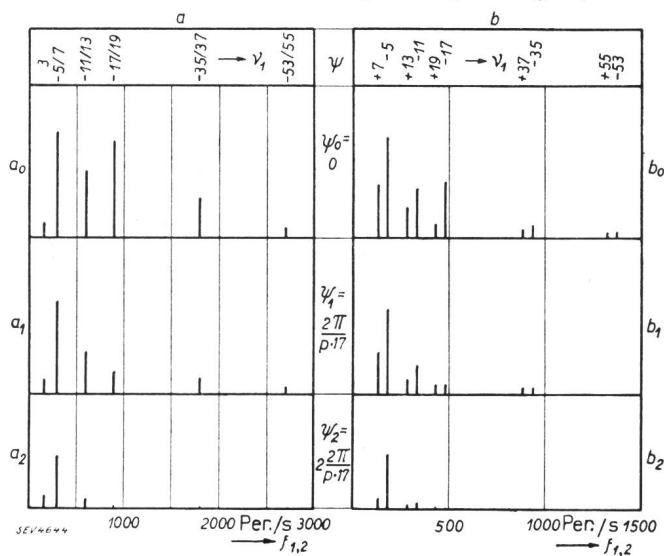 a b
3 -5/7 -11/13 -17/19 -35/37 → ν₁ -53/55 ψ +7 -5 +13 -11 +19 -17 → ν₁ +37 -35 +55 -53
a₀ ψ₀= b₀
0
a₁ ψ₁= b₁
2π
p·17
a₂ ψ₂= b₂
2 2π
p·17
SEV4644 1000 2000 Per./s 3000 500 1000 Per./s 1500
→ f₁,₂ → f₁,₂